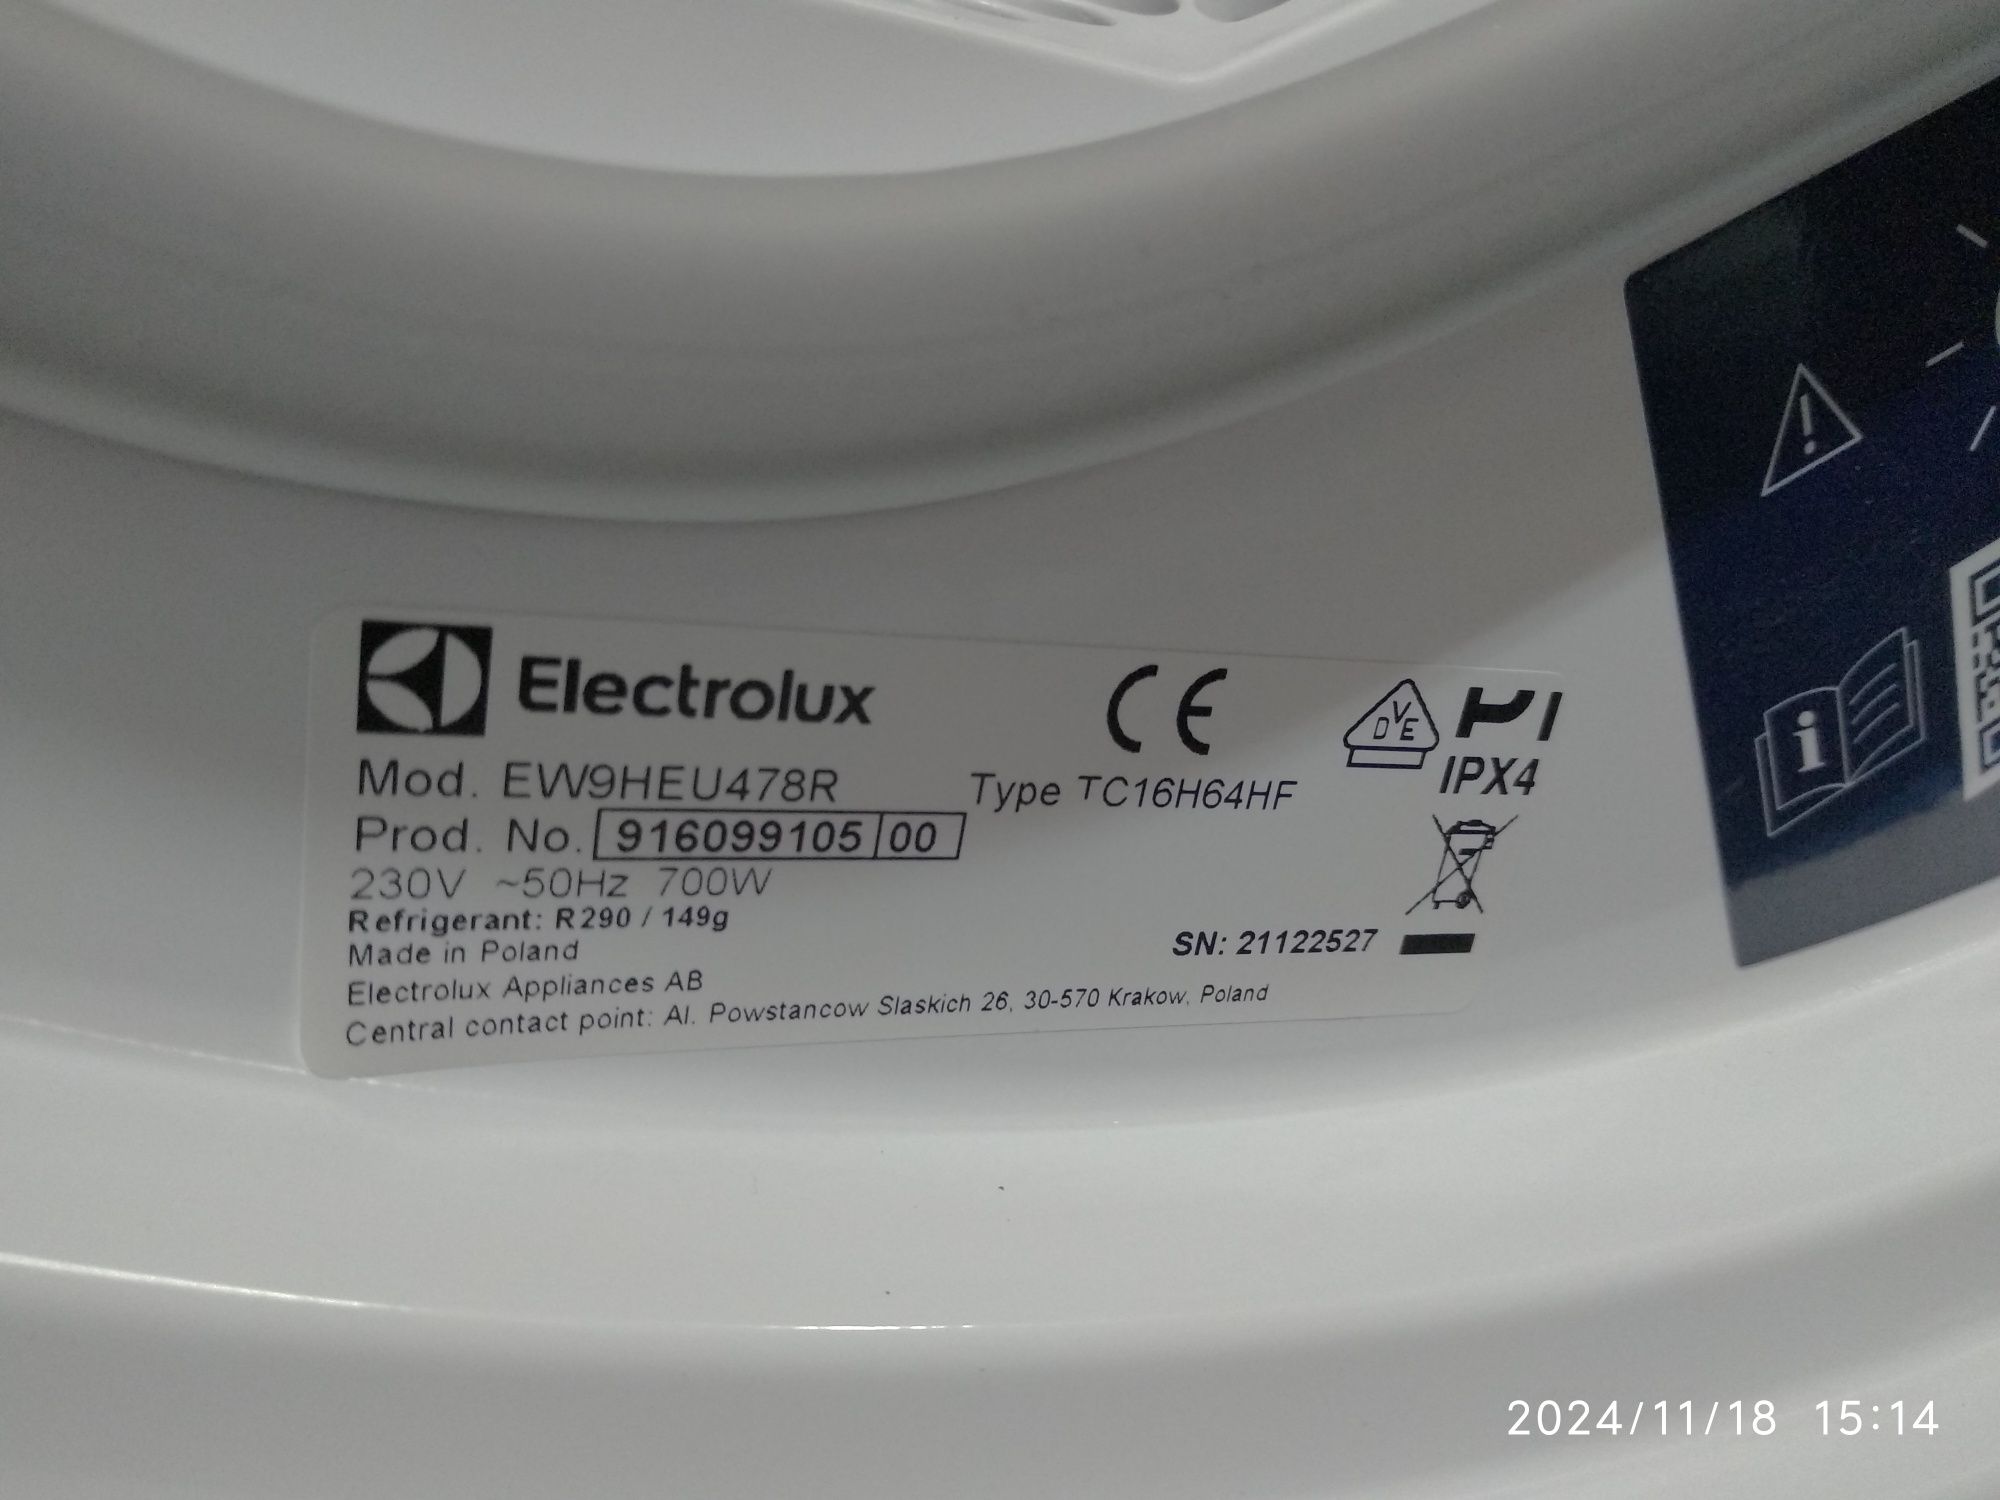 Electrolux CE
DVE
Mod. EW9HEU478R Type TC16H64HF IPX4
Prod. No. 916099105 00
230V ~50Hz 700W
Refrigerant: R290 / 149g
Made in Poland SN: 21122527
Electrolux Appliances AB
Central contact point: Al. Powstancow Slaskich 26, 30-570 Krakow, Poland
i
2024/11/18 15:14